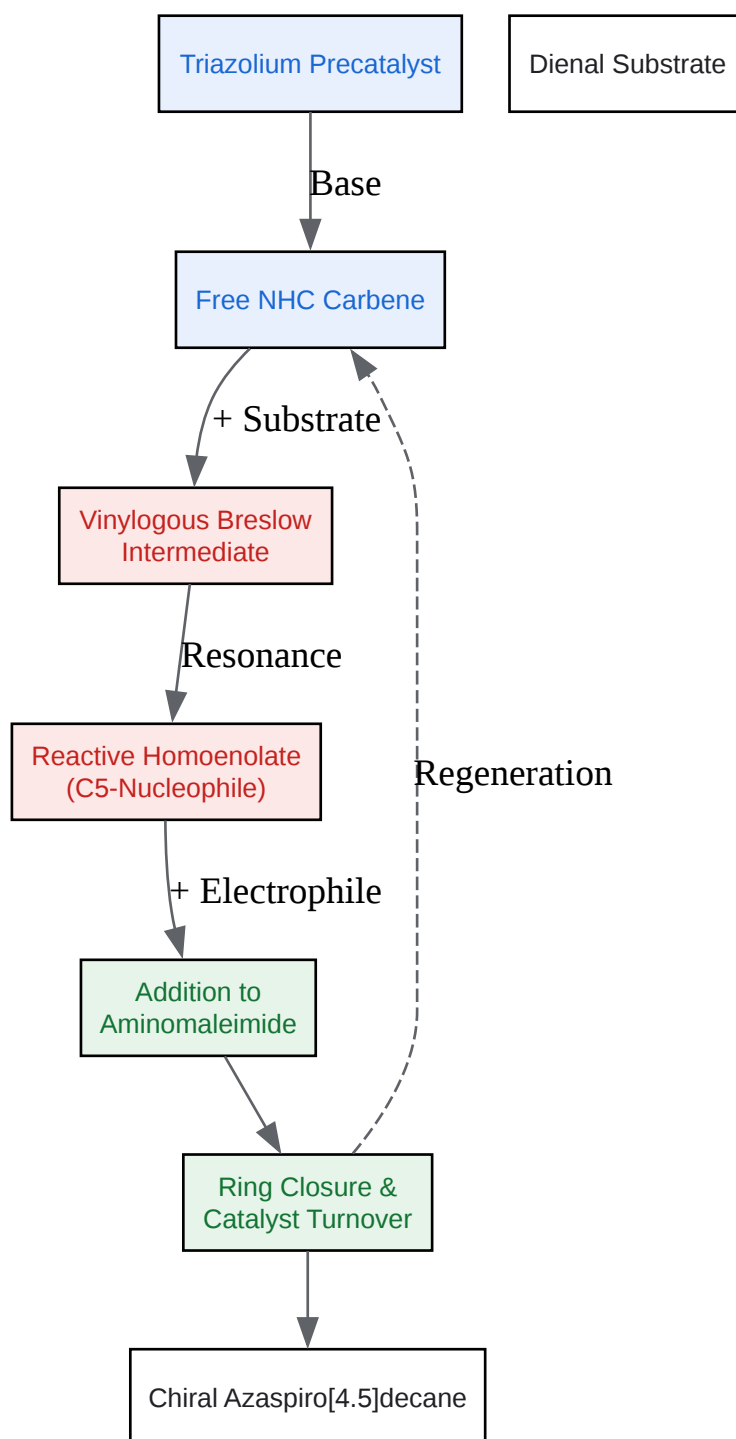 Triazolium Precatalyst
Dienal Substrate
Base
Free NHC Carbene
+ Substrate
Vinylogous Breslow
Intermediate
Resonance
Reactive Homoenolate
(C5-Nucleophile)
Regeneration
+ Electrophile
Addition to
Aminomaleimide
Ring Closure &
Catalyst Turnover
Chiral Azaspiro[4.5]decane